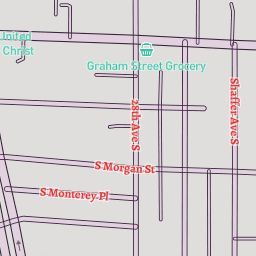 United
Christ
Graham Street Grocery
28th Ave S
Shaffer Ave S
S Morgan St
S Monterey Pl